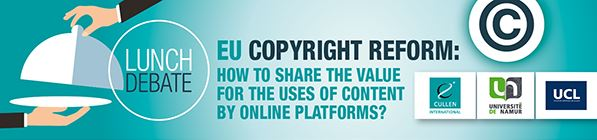 LUNCH
DEBATE
EU COPYRIGHT REFORM:
HOW TO SHARE THE VALUE
FOR THE USES OF CONTENT
BY ONLINE PLATFORMS?
©
CULLEN
INTERNATIONAL
UNIVERSITÉ
DE NAMUR
UCL